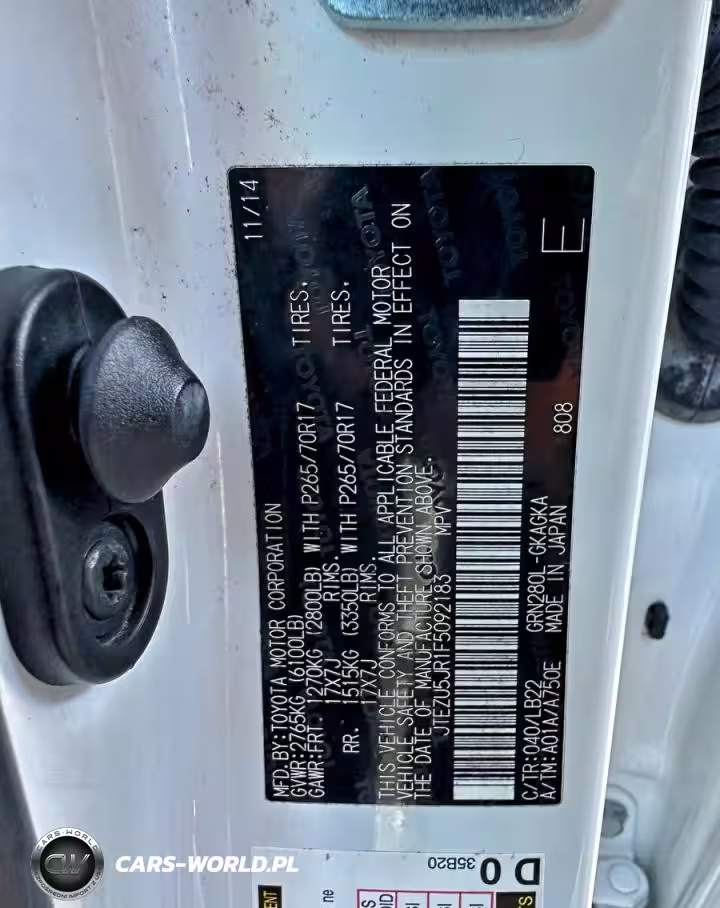 MFD.BY:TOYOTA MOTOR CORPORATION 11/14
GVWR:2765KG (6100LB)
GAWR:FRT. 1270KG (2800LB) WITH P265/70R17 TIRES,
17X7J RIMS.
RR. 1515KG (3350LB) WITH P265/70R17 TIRES,
17X7J RIMS.
THIS VEHICLE CONFORMS TO ALL APPLICABLE FEDERAL MOTOR
VEHICLE SAFETY AND THEFT PREVENTION STANDARDS IN EFFECT ON
THE DATE OF MANUFACTURE SHOWN ABOVE.
JTEZU5JR1F5092183 MPV
C/TR:040/LB22 GRN280L-GKAGKA 808 E
A/TM:A01A/A750E MADE IN JAPAN
D0
35B20
CARS-WORLD
CW
CARS-WORLD.PL